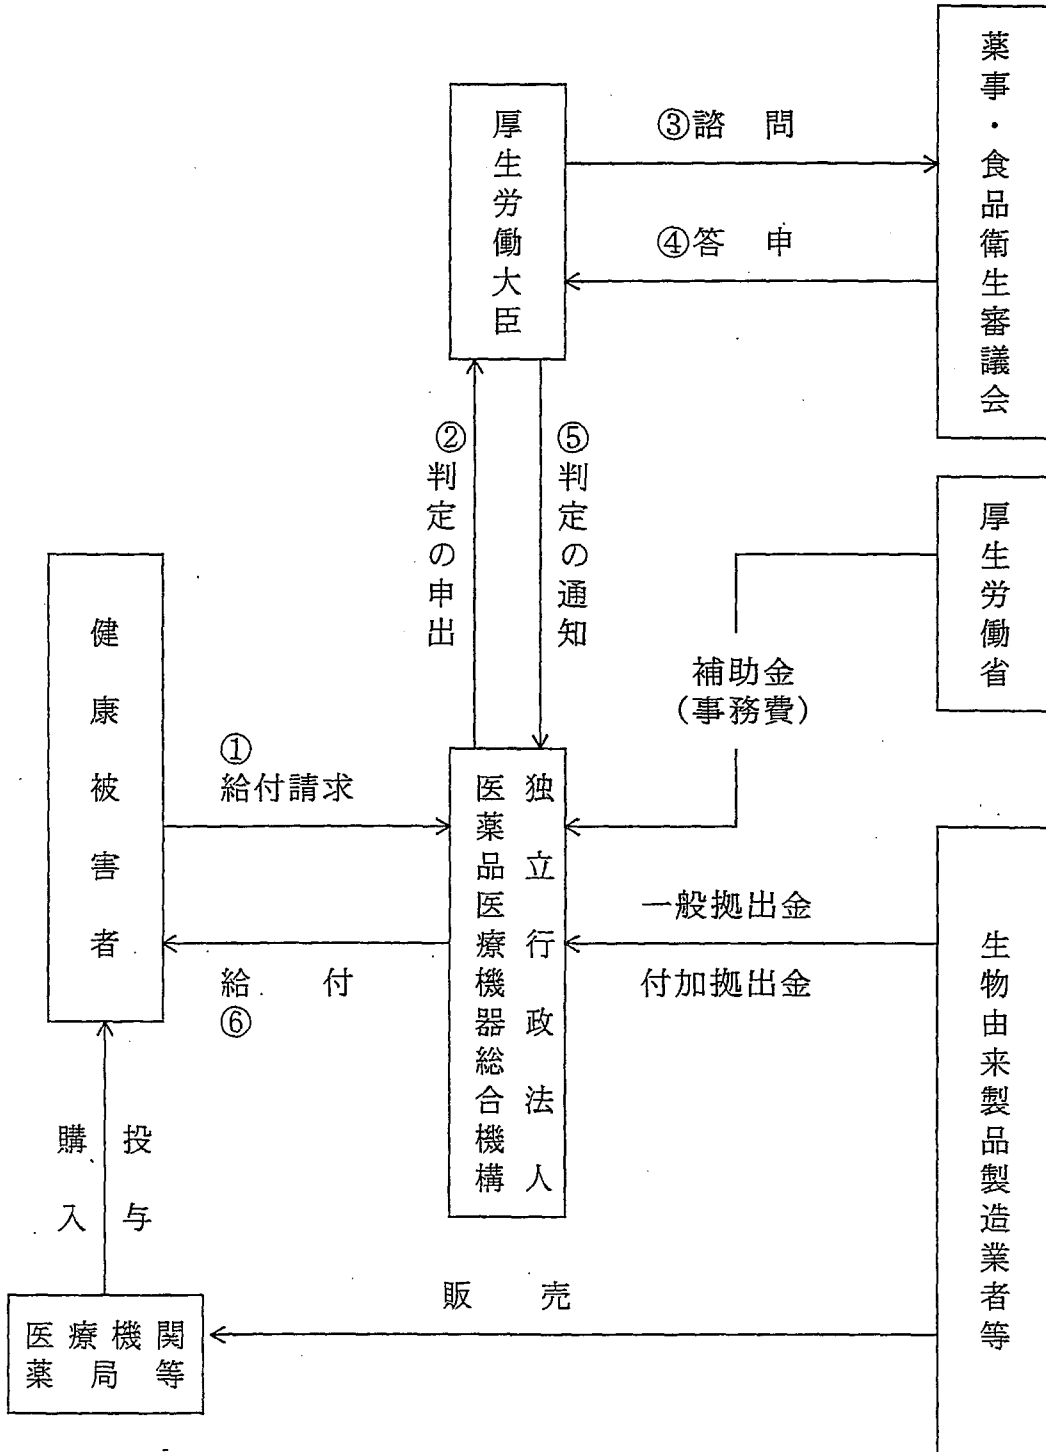 薬事・食品衛生審議会
厚生労働大臣
③諮問
④答申
②判定の申出
⑤判定の通知
厚生労働省
補助金
（事務費）
健康被害者
①
給付請求
独立行政法人
医薬品医療機器総合機構
一般拠出金
付加拠出金
給付
⑥
生物由来製品製造業者等
投与
購入
販売
医療機関
薬局等